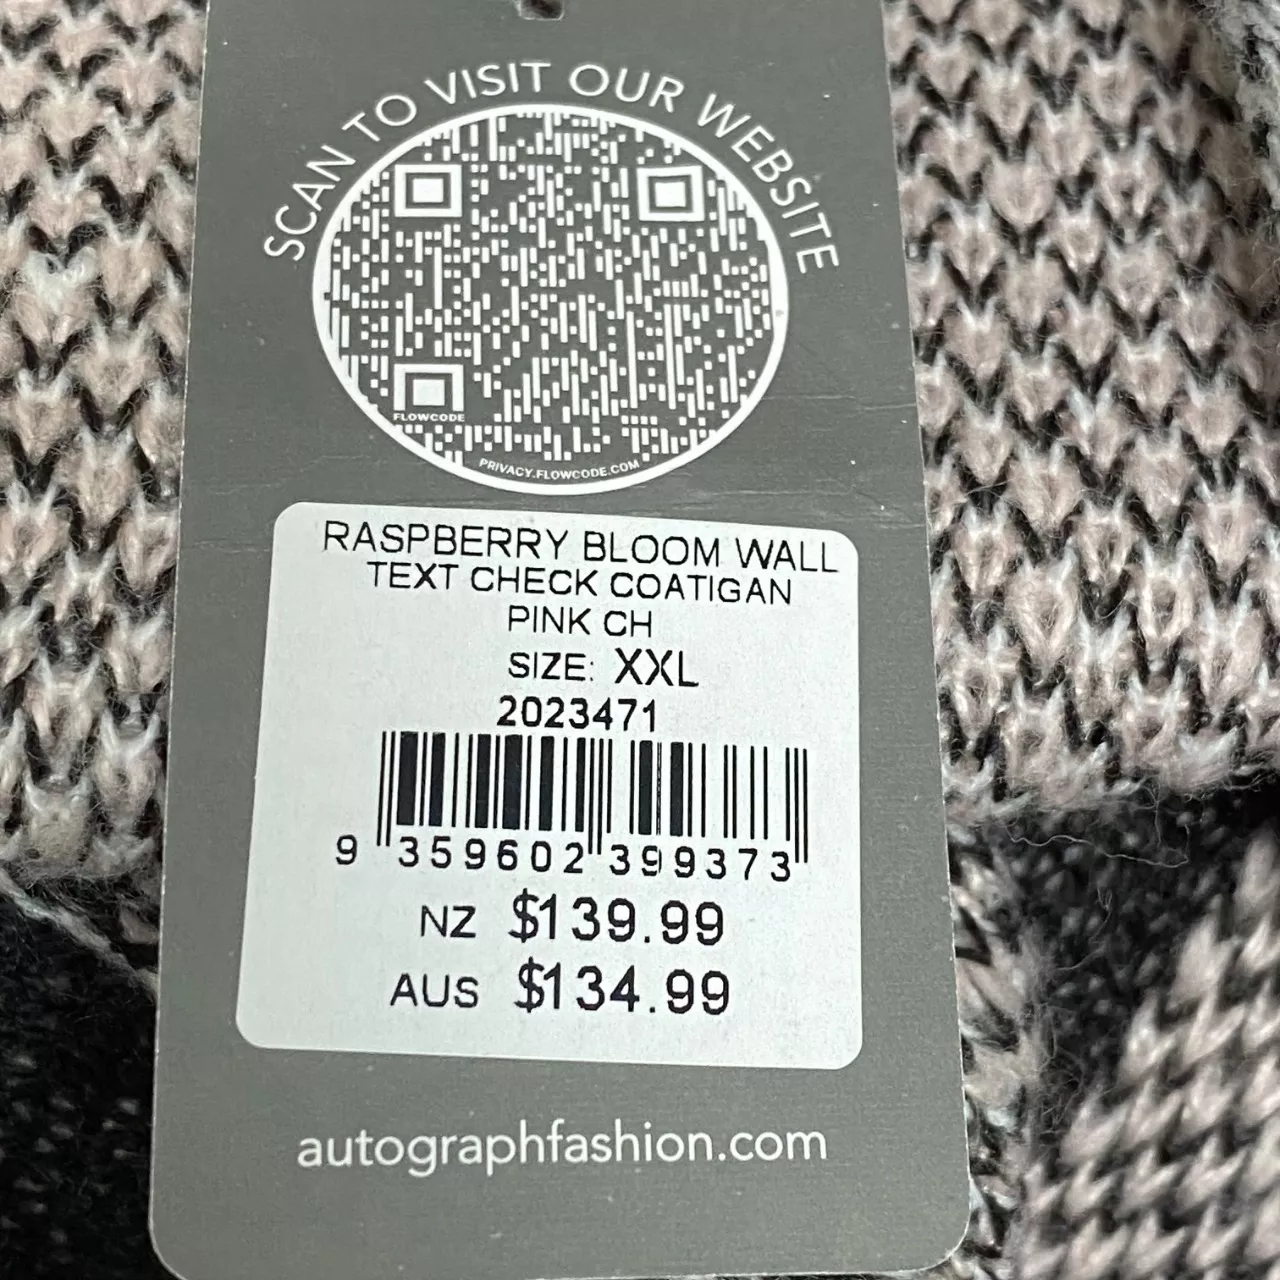 SCAN TO VISIT OUR WEBSITE
FLOWCODE
PRIVACY.FLOWCODE.COM
RASPBERRY BLOOM WALL
TEXT CHECK COATIGAN
PINK CH
SIZE: XXL
2023471
9 359602 399373
NZ $139.99
AUS $134.99
autographfashion.com